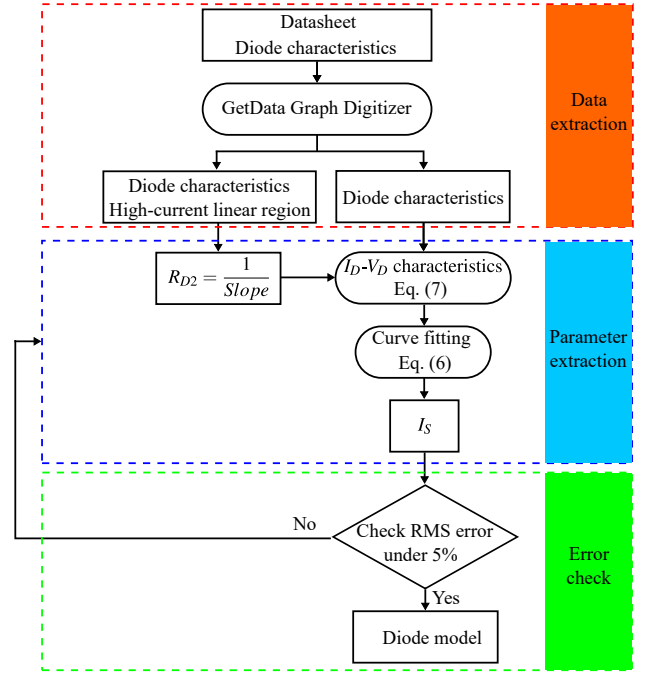 Datasheet
Diode characteristics
GetData Graph Digitizer
Data
extraction
Diode characteristics
High-current linear region
Diode characteristics
R_{D2} = 1/Slope
I_D-V_D characteristics
Eq. (7)
Curve fitting
Eq. (6)
Parameter
extraction
I_S
No
Check RMS error
under 5%
Error
check
Yes
Diode model